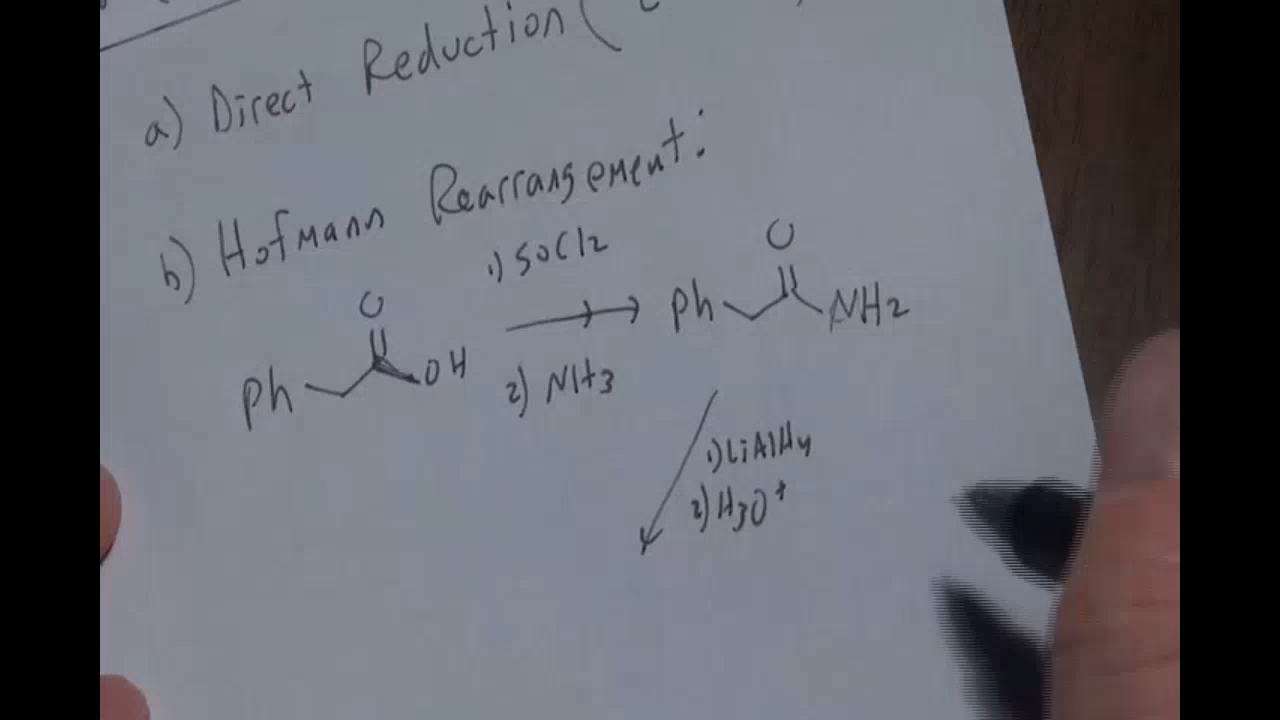 a) Direct Reduction (
b) Hofmann Rearrangement:
1) SOCl2
O
O
Ph
NH2
Ph
OH
2) NH3
1) LiAlH4
2) H3O+